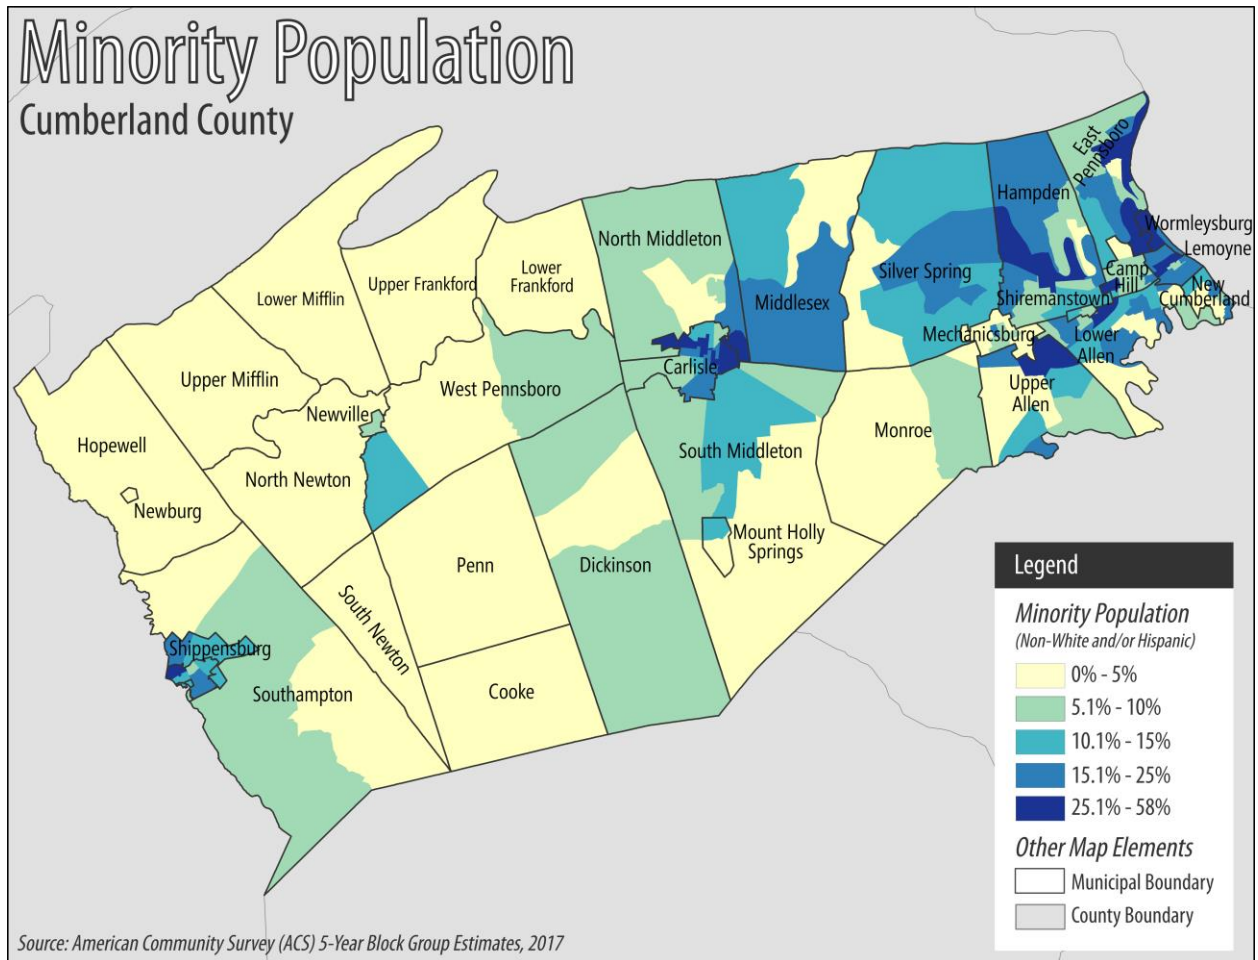 Minority Population
Cumberland County
East
Pennsboro
Hampden
Wormleysburg
Lemoyne
North Middleton
Lower
Frankford
Camp
Hill
New
Cumberland
Upper Frankford
Lower Mifflin
Middlesex
Silver Spring
Shiremanstown
Mechanicsburg
Lower
Allen
Carlisle
Upper Mifflin
West Pennsboro
Upper
Allen
Newville
Monroe
Hopewell
South Middleton
North Newton
Newburg
Mount Holly
Springs
Penn
Dickinson
South Newton
Shippensburg
Southampton
Cooke
Legend
Minority Population
(Non-White and/or Hispanic)
0% - 5%
5.1% - 10%
10.1% - 15%
15.1% - 25%
25.1% - 58%
Other Map Elements
Municipal Boundary
County Boundary
Source: American Community Survey (ACS) 5-Year Block Group Estimates, 2017